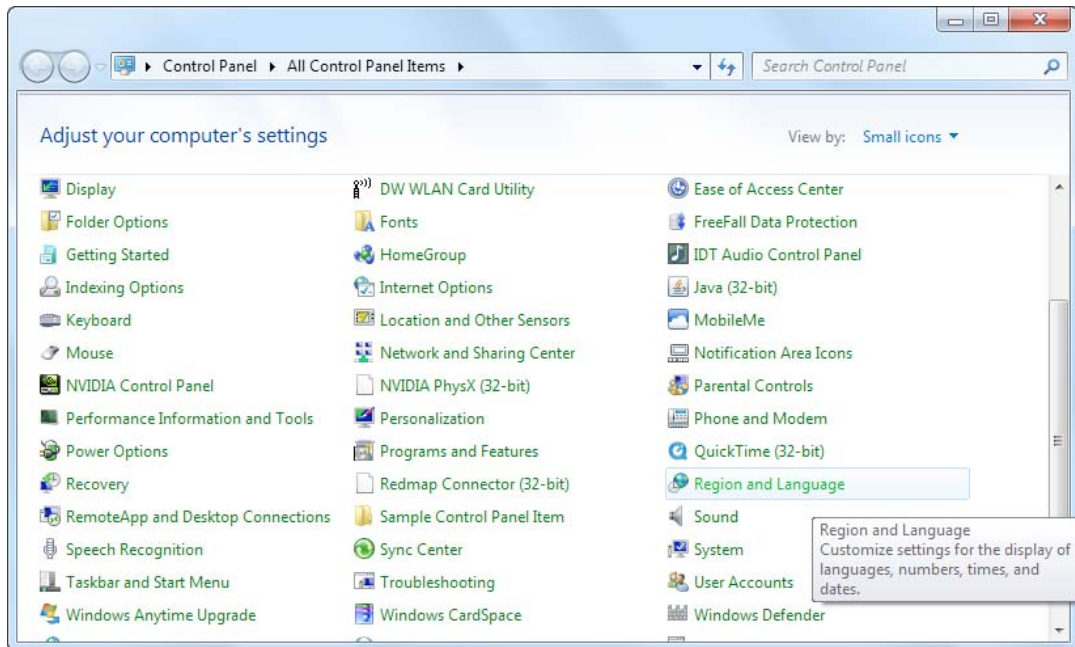 Control Panel All Control Panel Items Search Control Panel
Adjust your computer's settings View by: Small icons
Display DW WLAN Card Utility Ease of Access Center
Folder Options Fonts FreeFall Data Protection
Getting Started HomeGroup IDT Audio Control Panel
Indexing Options Internet Options Java (32-bit)
Keyboard Location and Other Sensors MobileMe
Mouse Network and Sharing Center Notification Area Icons
NVIDIA Control Panel NVIDIA PhysX (32-bit) Parental Controls
Performance Information and Tools Personalization Phone and Modem
Power Options Programs and Features QuickTime (32-bit)
Recovery Redmap Connector (32-bit) Region and Language
RemoteApp and Desktop Connections Sample Control Panel Item Sound
Speech Recognition Sync Center System
Taskbar and Start Menu Troubleshooting User Accounts
Windows Anytime Upgrade Windows CardSpace Windows Defender
Region and Language
Customize settings for the display of
languages, numbers, times, and
dates.